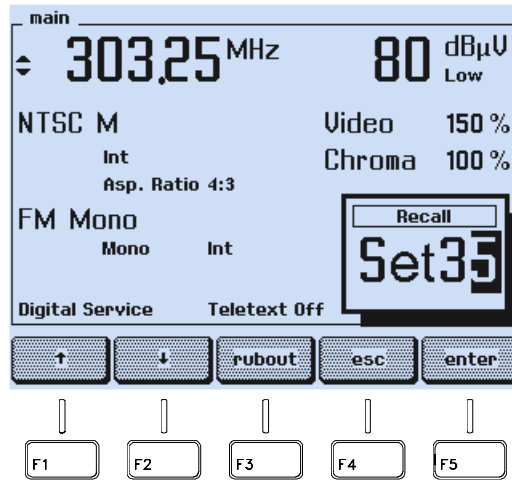 main
303.25 MHz 80 dBµV
Low
NTSC M Video 150 %
Int Chroma 100 %
Asp. Ratio 4:3
FM Mono Recall
Mono Int Set35
Digital Service Teletext Off
↑ ↓ rubout esc enter
F1 F2 F3 F4 F5